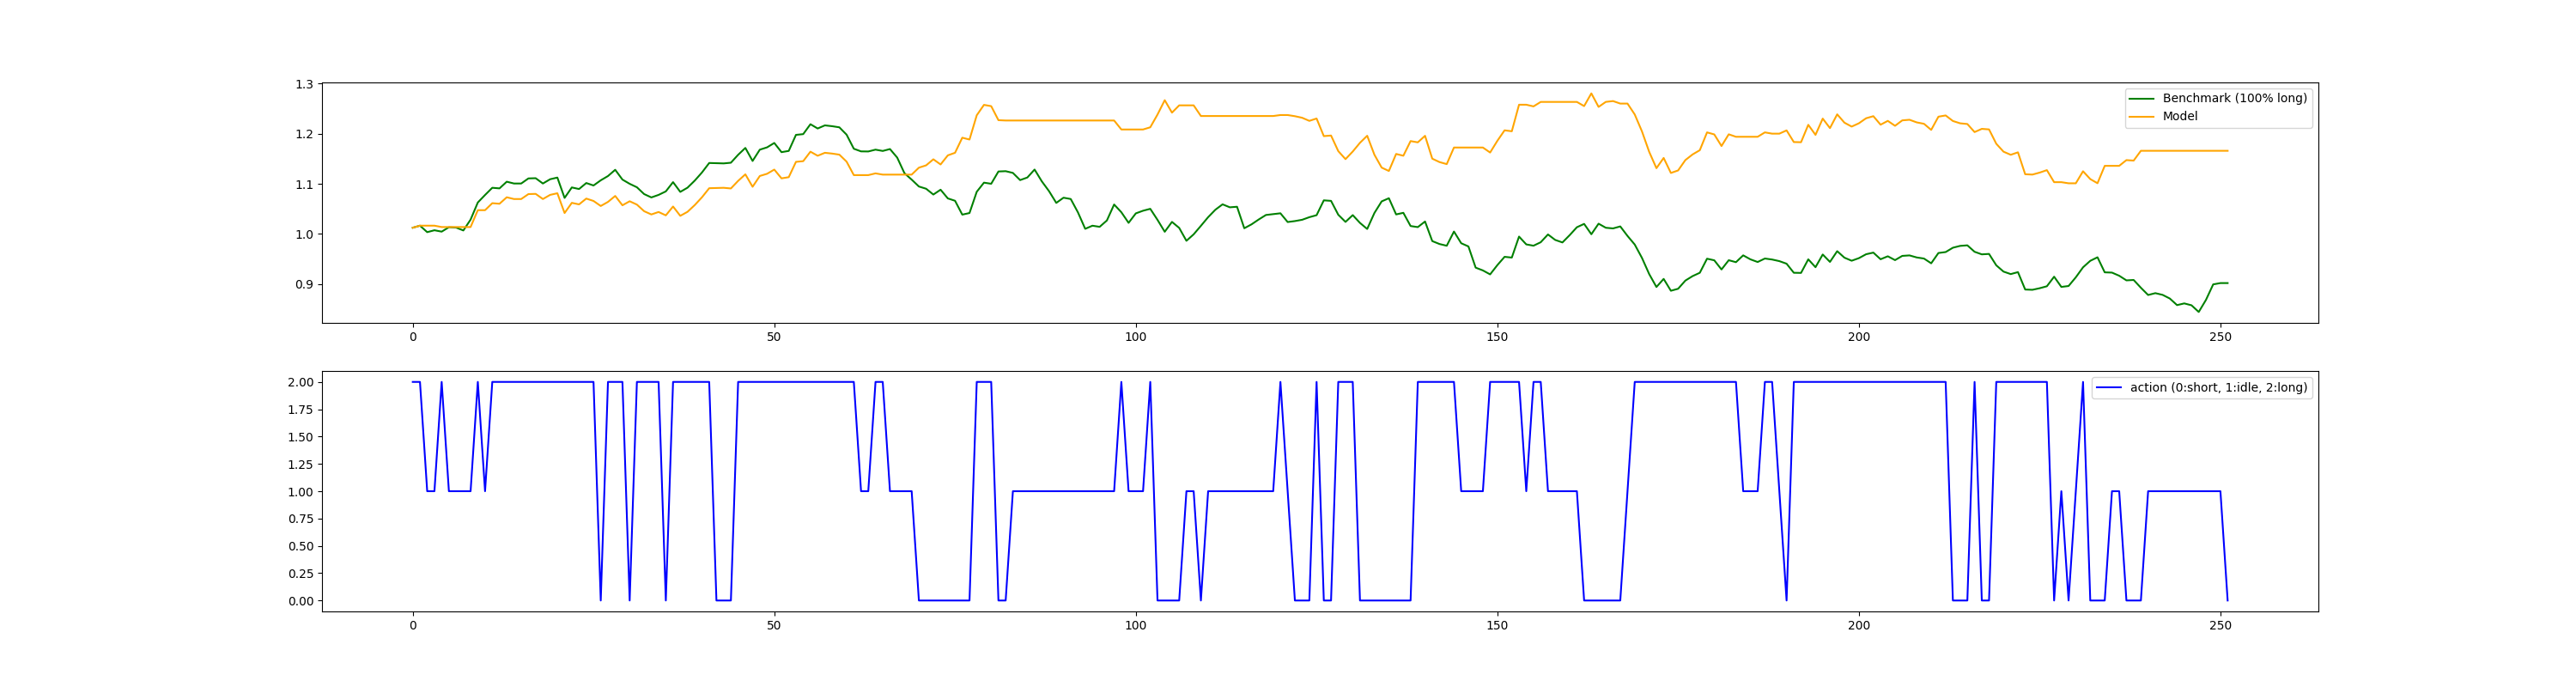 1.3
1.2
1.1
1.0
0.9
Benchmark (100% long)
Model
0 50 100 150 200 250
2.00
1.75
1.50
1.25
1.00
0.75
0.50
0.25
0.00
action (0:short, 1:idle, 2:long)
0 50 100 150 200 250